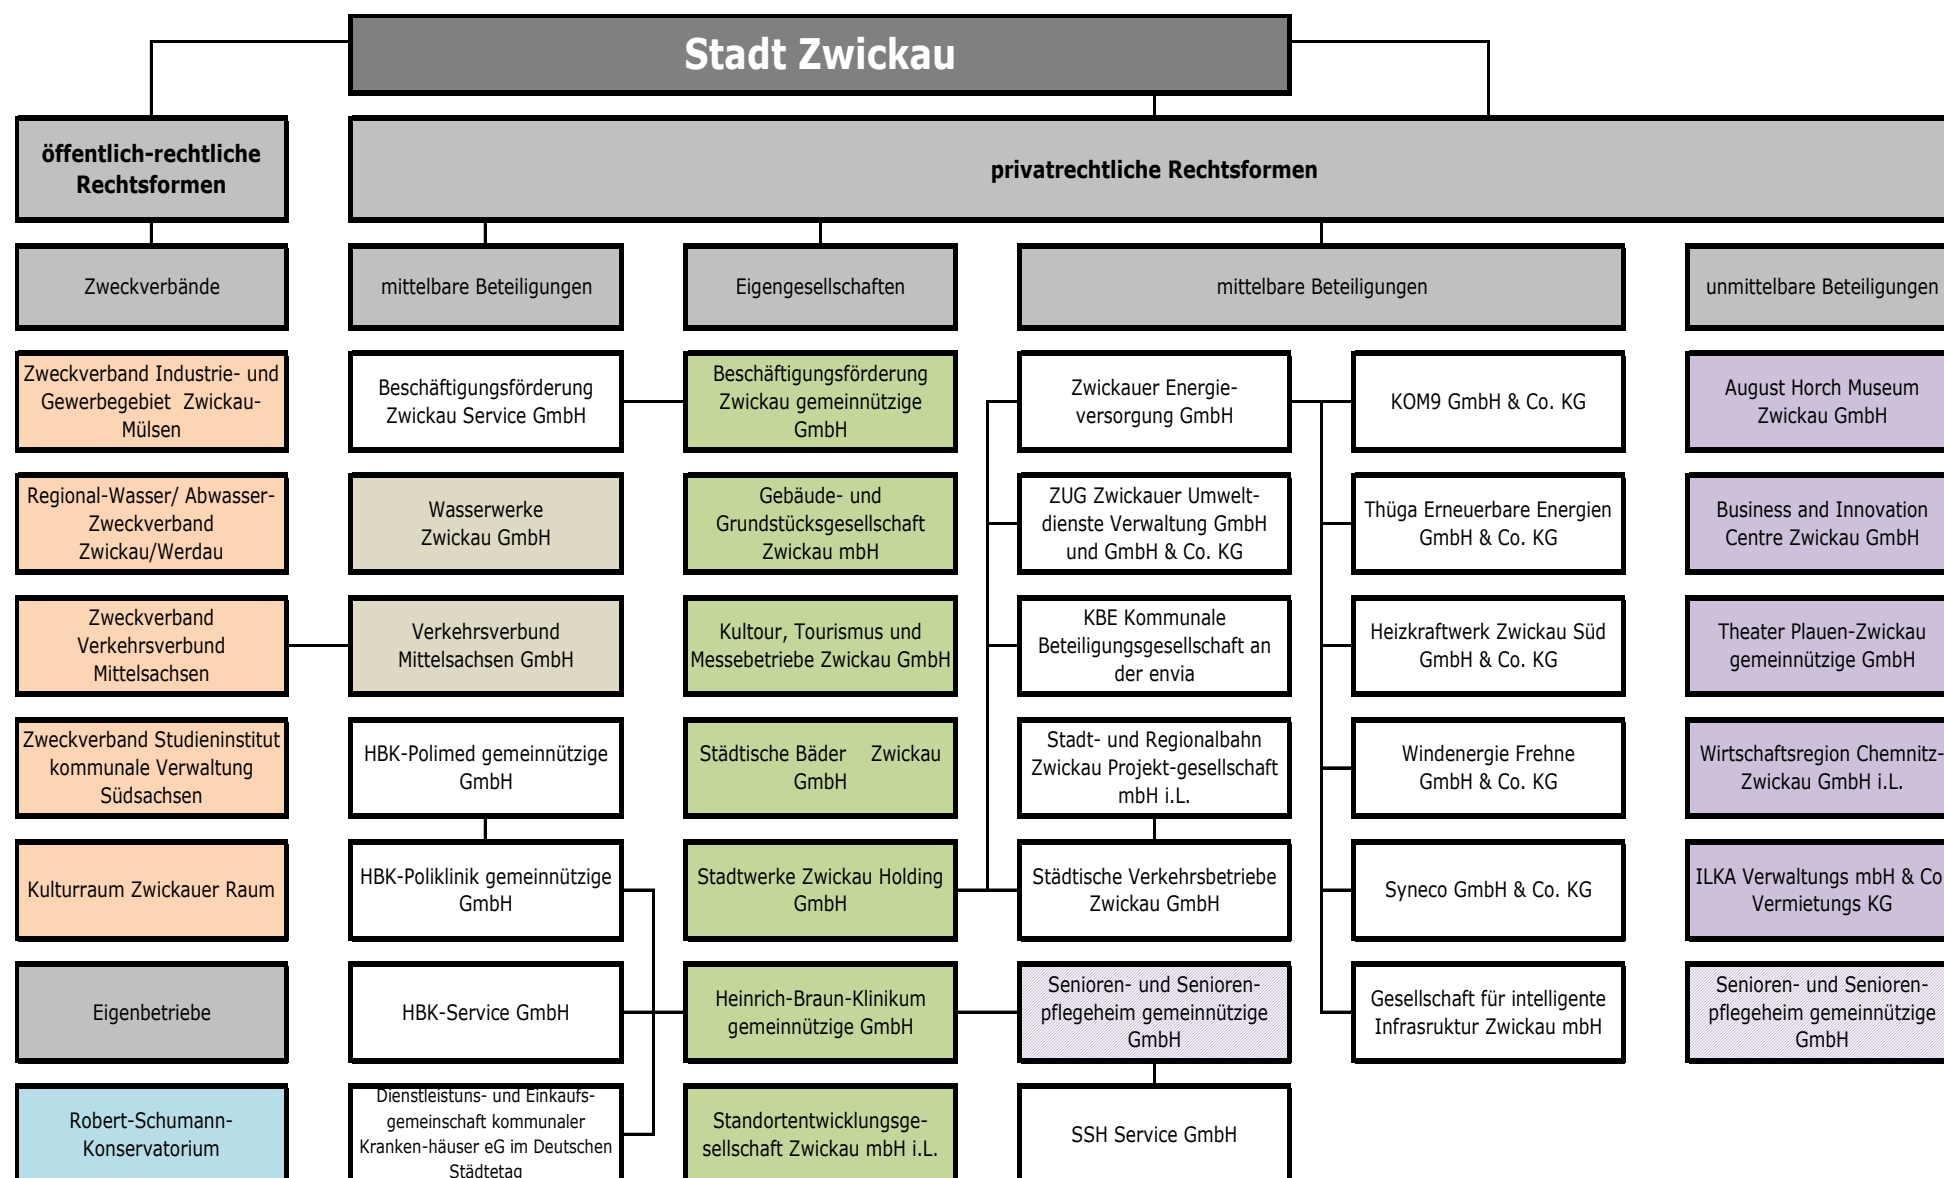 Stadt Zwickau
öffentlich-rechtliche
Rechtsformen
privatrechtliche Rechtsformen
Zweckverbände
mittelbare Beteiligungen
Eigengesellschaften
mittelbare Beteiligungen
unmittelbare Beteiligungen
Zweckverband Industrie- und
Gewerbegebiet Zwickau-
Mülsen
Beschäftigungsförderung
Zwickau Service GmbH
Beschäftigungsförderung
Zwickau gemeinnützige
GmbH
Zwickauer Energie-
versorgung GmbH
KOM9 GmbH & Co. KG
August Horch Museum
Zwickau GmbH
Regional-Wasser/ Abwasser-
Zweckverband
Zwickau/Werdau
Wasserwerke
Zwickau GmbH
Gebäude- und
Grundstücksgesellschaft
Zwickau mbH
ZUG Zwickauer Umwelt-
dienste Verwaltung GmbH
und GmbH & Co. KG
Thüga Erneuerbare Energien
GmbH & Co. KG
Business and Innovation
Centre Zwickau GmbH
Zweckverband
Verkehrsverbund
Mittelsachsen
Verkehrsverbund
Mittelsachsen GmbH
Kultour, Tourismus und
Messebetriebe Zwickau GmbH
KBE Kommunale
Beteiligungsgesellschaft an
der envia
Heizkraftwerk Zwickau Süd
GmbH & Co. KG
Theater Plauen-Zwickau
gemeinnützige GmbH
Zweckverband Studieninstitut
kommunale Verwaltung
Südsachsen
HBK-Polimed gemeinnützige
GmbH
Städtische Bäder Zwickau
GmbH
Stadt- und Regionalbahn
Zwickau Projekt-gesellschaft
mbH i.L.
Windenergie Frehne
GmbH & Co. KG
Wirtschaftsregion Chemnitz-
Zwickau GmbH i.L.
Kulturraum Zwickauer Raum
HBK-Poliklinik gemeinnützige
GmbH
Stadtwerke Zwickau Holding
GmbH
Städtische Verkehrsbetriebe
Zwickau GmbH
Syneco GmbH & Co. KG
ILKA Verwaltungs mbH & Co
Vermietungs KG
Eigenbetriebe
HBK-Service GmbH
Heinrich-Braun-Klinikum
gemeinnützige GmbH
Senioren- und Senioren-
pflegeheim gemeinnützige
GmbH
Gesellschaft für intelligente
Infrasruktur Zwickau mbH
Senioren- und Senioren-
pflegeheim gemeinnützige
GmbH
Robert-Schumann-
Konservatorium
Dienstleistuns- und Einkaufs-
gemeinschaft kommunaler
Kranken-häuser eG im Deutschen
Städtetag
Standortentwicklungsge-
sellschaft Zwickau mbH i.L.
SSH Service GmbH